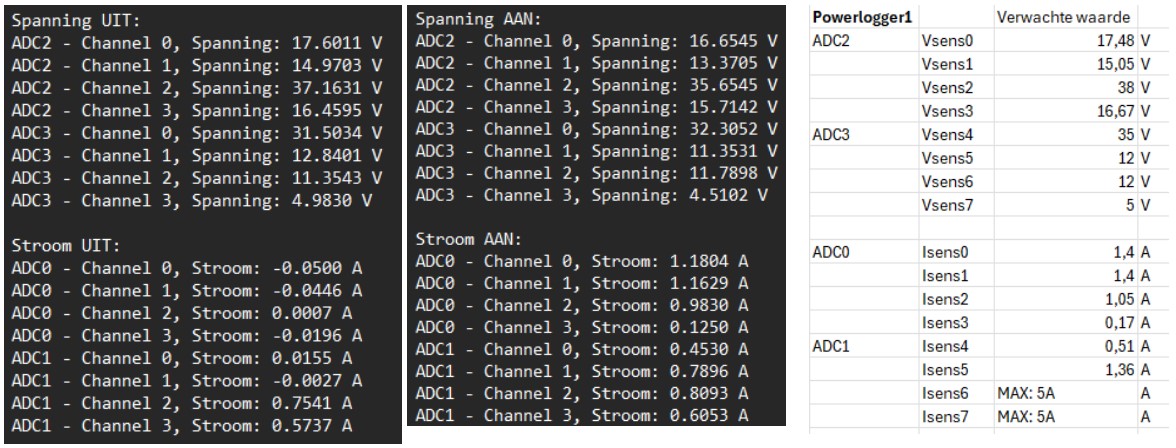 Spanning UIT:
ADC2 - Channel 0, Spanning: 17.6011 V
ADC2 - Channel 1, Spanning: 14.9703 V
ADC2 - Channel 2, Spanning: 37.1631 V
ADC2 - Channel 3, Spanning: 16.4595 V
ADC3 - Channel 0, Spanning: 31.5034 V
ADC3 - Channel 1, Spanning: 12.8401 V
ADC3 - Channel 2, Spanning: 11.3543 V
ADC3 - Channel 3, Spanning: 4.9830 V
Stroom UIT:
ADC0 - Channel 0, Stroom: -0.0500 A
ADC0 - Channel 1, Stroom: -0.0446 A
ADC0 - Channel 2, Stroom: 0.0007 A
ADC0 - Channel 3, Stroom: -0.0196 A
ADC1 - Channel 0, Stroom: 0.0155 A
ADC1 - Channel 1, Stroom: -0.0027 A
ADC1 - Channel 2, Stroom: 0.7541 A
ADC1 - Channel 3, Stroom: 0.5737 A
Spanning AAN:
ADC2 - Channel 0, Spanning: 16.6545 V
ADC2 - Channel 1, Spanning: 13.3705 V
ADC2 - Channel 2, Spanning: 35.6545 V
ADC2 - Channel 3, Spanning: 15.7142 V
ADC3 - Channel 0, Spanning: 32.3052 V
ADC3 - Channel 1, Spanning: 11.3531 V
ADC3 - Channel 2, Spanning: 11.7898 V
ADC3 - Channel 3, Spanning: 4.5102 V
Stroom AAN:
ADC0 - Channel 0, Stroom: 1.1804 A
ADC0 - Channel 1, Stroom: 1.1629 A
ADC0 - Channel 2, Stroom: 0.9830 A
ADC0 - Channel 3, Stroom: 0.1250 A
ADC1 - Channel 0, Stroom: 0.4530 A
ADC1 - Channel 1, Stroom: 0.7896 A
ADC1 - Channel 2, Stroom: 0.8093 A
ADC1 - Channel 3, Stroom: 0.6053 A
Powerlogger1 Verwachte waarde
ADC2 Vsens0 17,48 V
Vsens1 15,05 V
Vsens2 38 V
Vsens3 16,67 V
ADC3 Vsens4 35 V
Vsens5 12 V
Vsens6 12 V
Vsens7 5 V
ADC0 Isens0 1,4 A
Isens1 1,4 A
Isens2 1,05 A
Isens3 0,17 A
ADC1 Isens4 0,51 A
Isens5 1,36 A
Isens6 MAX: 5A A
Isens7 MAX: 5A A